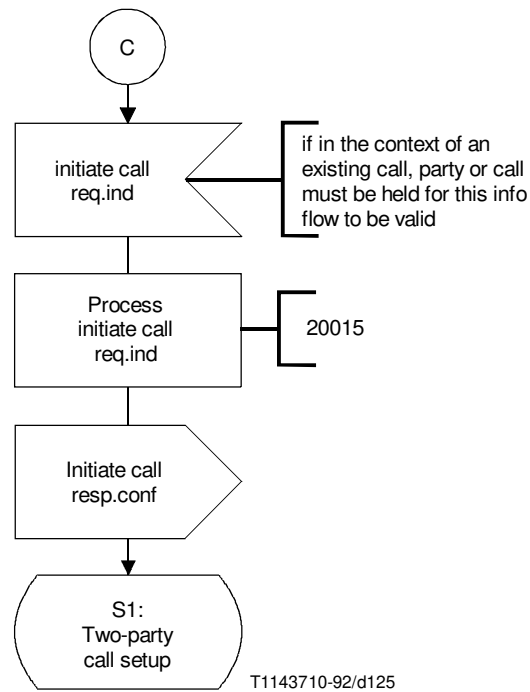 C
initiate call
req.ind
if in the context of an
existing call, party or call
must be held for this info
flow to be valid
Process
initiate call
req.ind
20015
Initiate call
resp.conf
S1:
Two-party
call setup
T1143710-92/d125